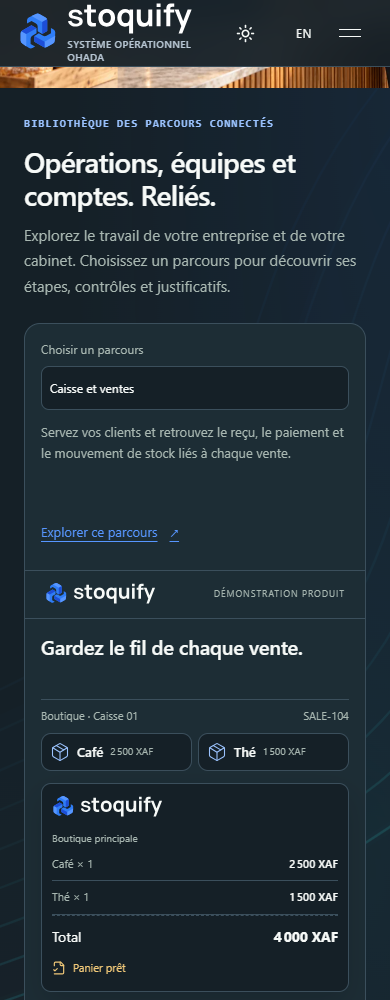 stoquify
SYSTÈME OPÉRATIONNEL
OHADA
EN
BIBLIOTHÈQUE DES PARCOURS CONNECTÉS
Opérations, équipes et
comptes. Reliés.
Explorez le travail de votre entreprise et de votre
cabinet. Choisissez un parcours pour découvrir ses
étapes, contrôles et justificatifs.
Choisir un parcours
Caisse et ventes
Servez vos clients et retrouvez le reçu, le paiement et
le mouvement de stock liés à chaque vente.
Explorer ce parcours ↗
stoquify DÉMONSTRATION PRODUIT
Gardez le fil de chaque vente.
Boutique · Caisse 01 SALE-104
Café 2 500 XAF Thé 1 500 XAF
stoquify
Boutique principale
Café × 1 2 500 XAF
Thé × 1 1 500 XAF
Total 4 000 XAF
Panier prêt